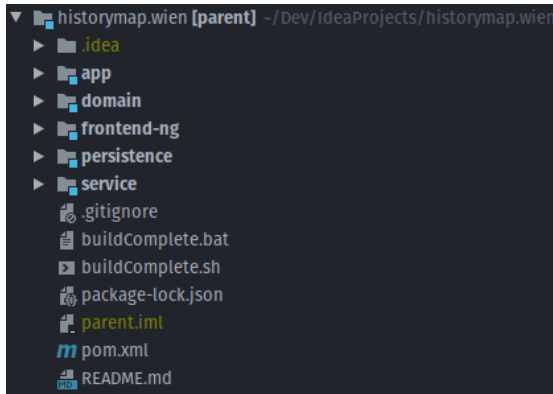 historymap.wien [parent] ~/Dev/IdeaProjects/historymap.wien
.idea
app
domain
frontend-ng
persistence
service
.gitignore
buildComplete.bat
buildComplete.sh
package-lock.json
parent.iml
m pom.xml
MD README.md